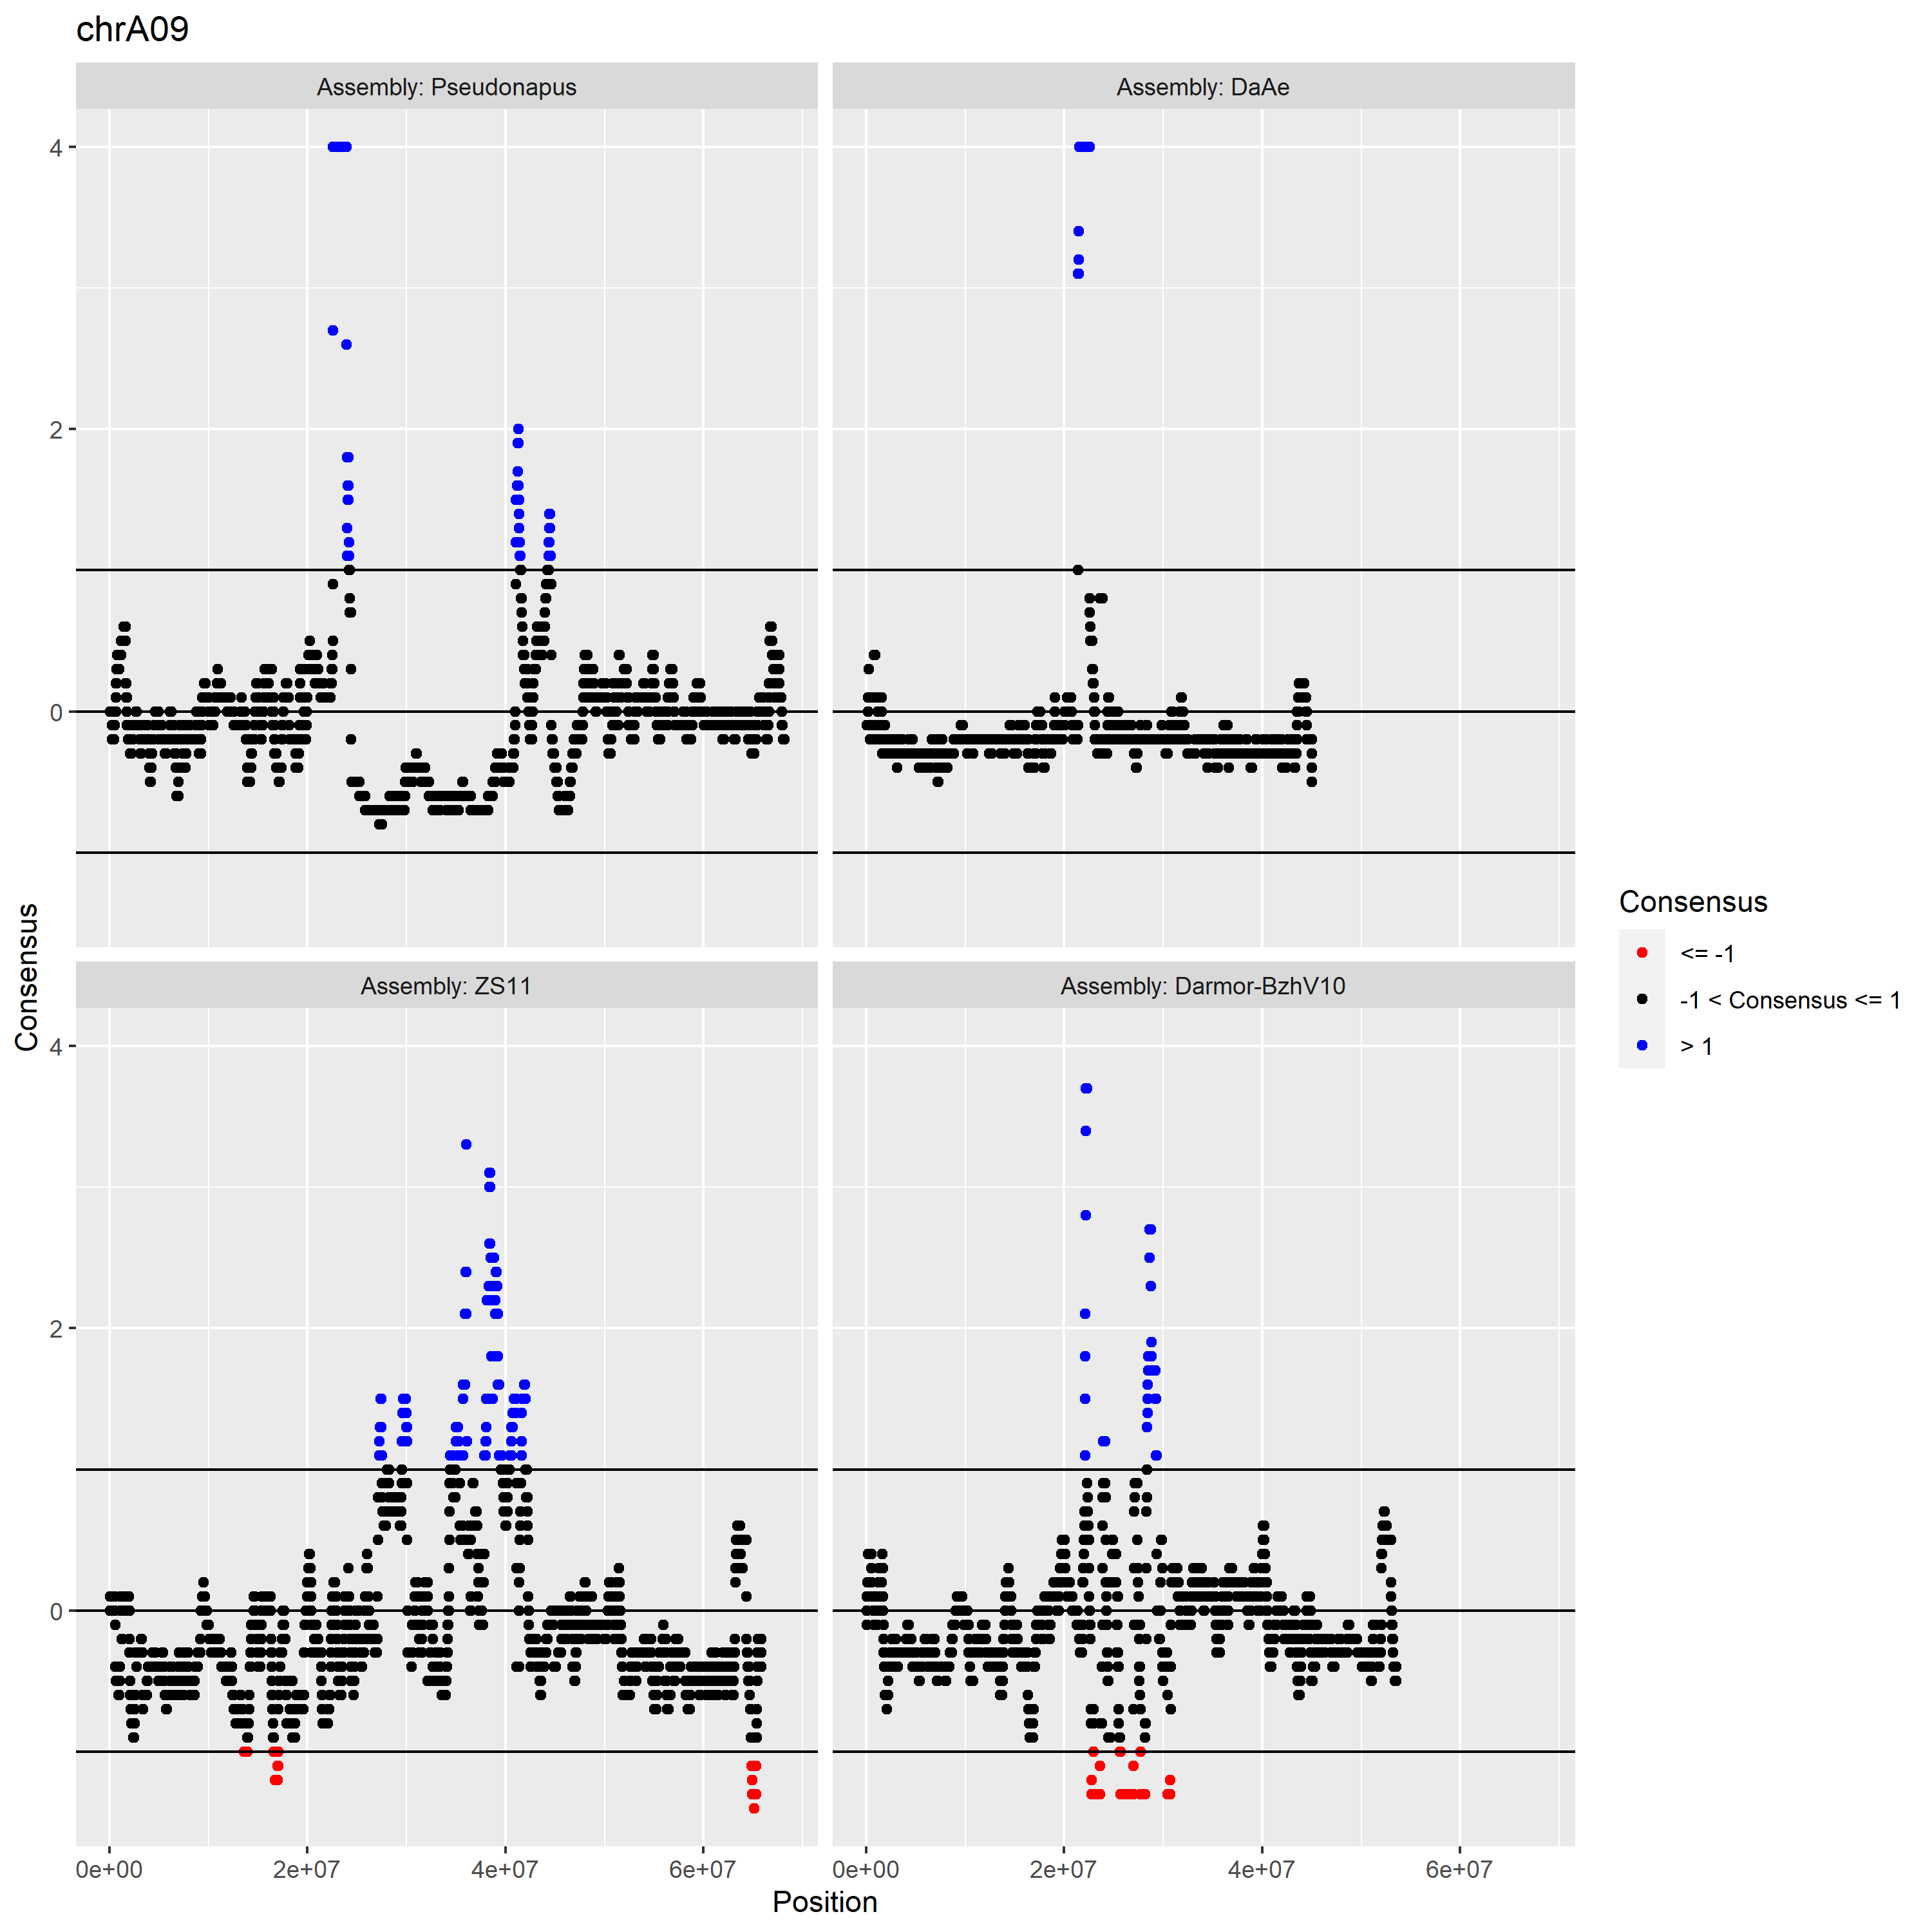 chrA09
Assembly: Pseudonapus
Assembly: DaAe
4
2
0
Assembly: ZS11
Assembly: Darmor-BzhV10
4
2
0
0e+00 2e+07 4e+07 6e+07 0e+00 2e+07 4e+07 6e+07
Position
Consensus
Consensus
<= -1
-1 < Consensus <= 1
> 1